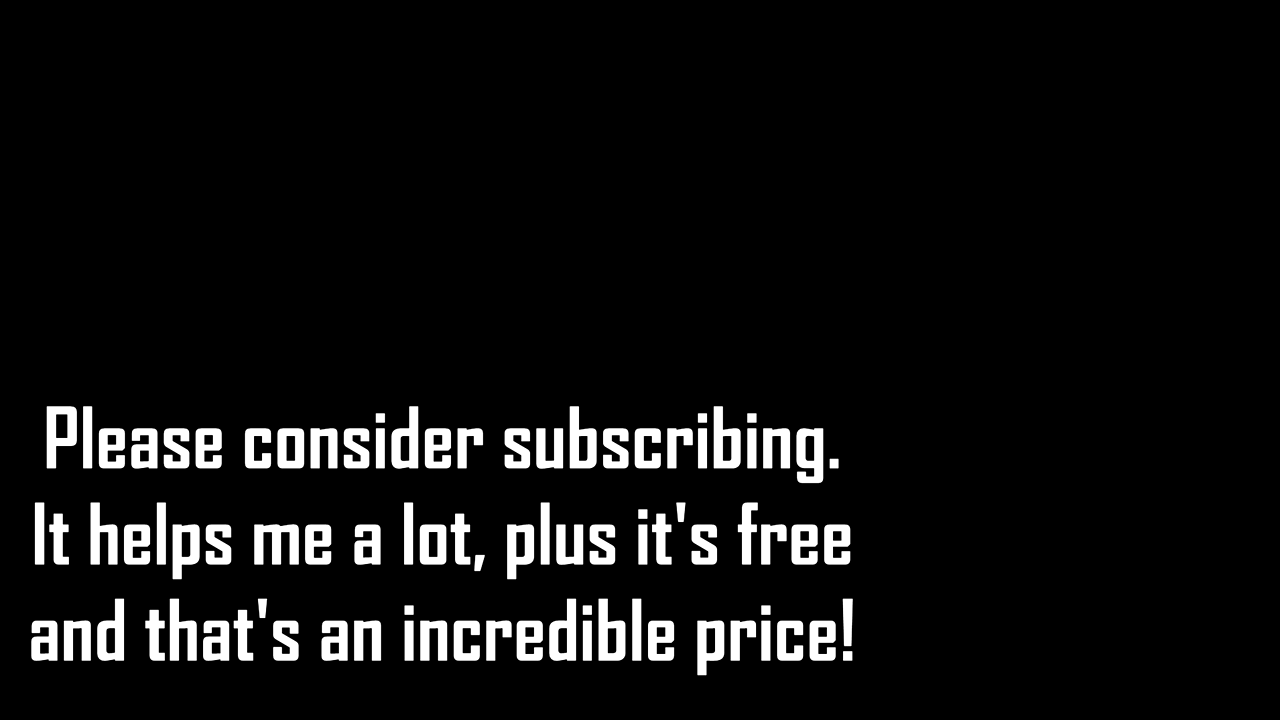 Please consider subscribing.
It helps me a lot, plus it's free
and that's an incredible price!